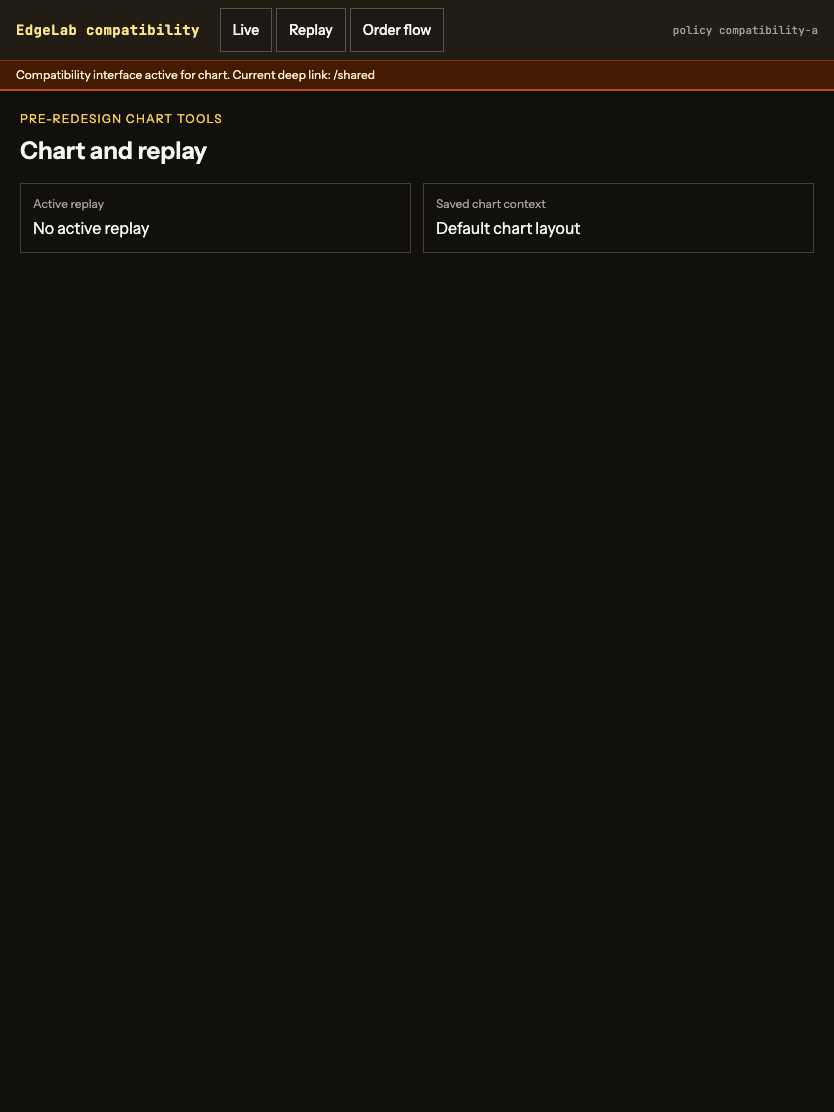 EdgeLab compatibility
Live
Replay
Order flow
policy compatibility-a
Compatibility interface active for chart. Current deep link: /shared
PRE-REDESIGN CHART TOOLS
Chart and replay
Active replay
No active replay
Saved chart context
Default chart layout